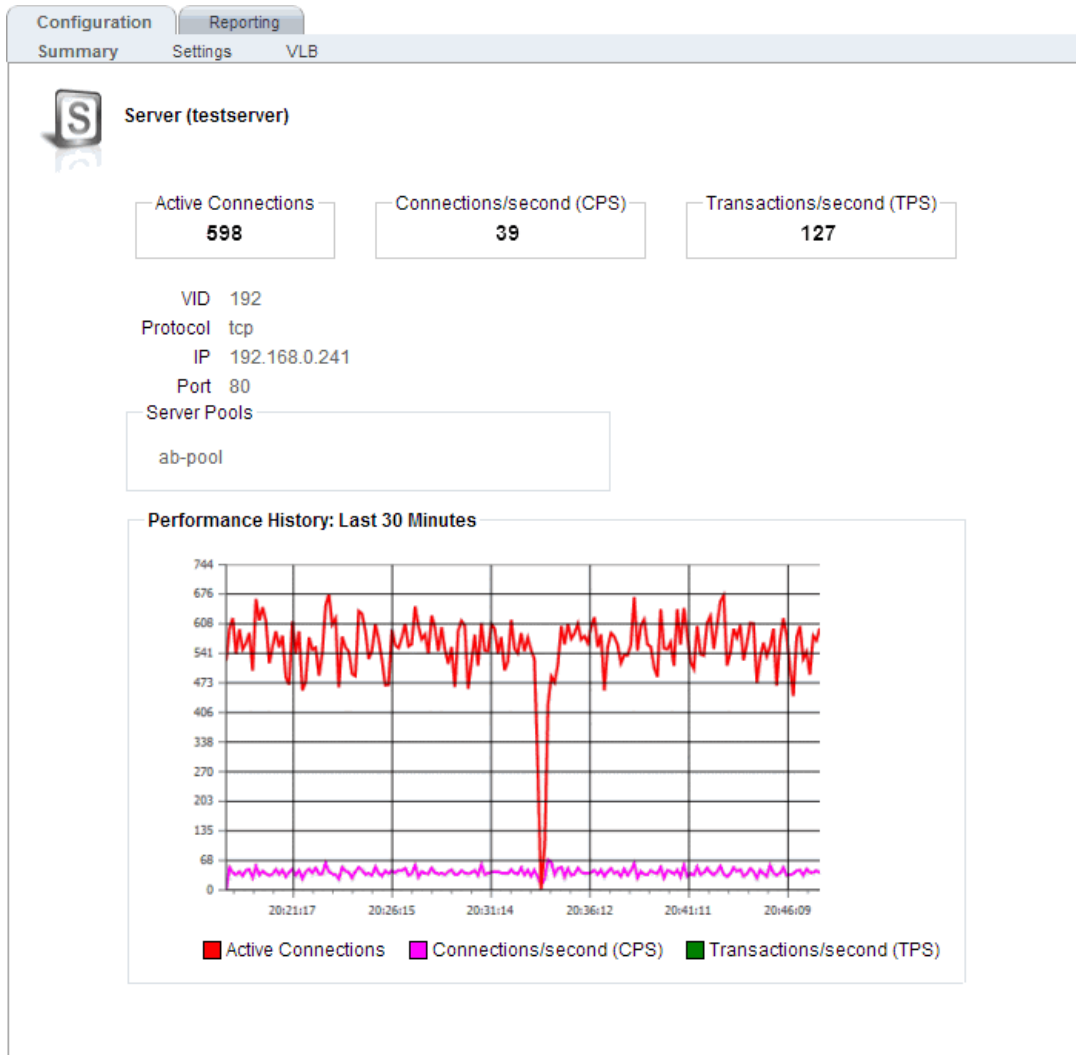 Configuration Reporting
Summary Settings VLB
S
Server (testserver)
Active Connections Connections/second (CPS) Transactions/second (TPS)
598 39 127
VID 192
Protocol tcp
IP 192.168.0.241
Port 80
Server Pools
ab-pool
Performance History: Last 30 Minutes
744
676
608
541
473
406
338
270
203
135
68
0
20:21:17 20:26:15 20:31:14 20:36:12 20:41:11 20:46:09
Active Connections Connections/second (CPS) Transactions/second (TPS)